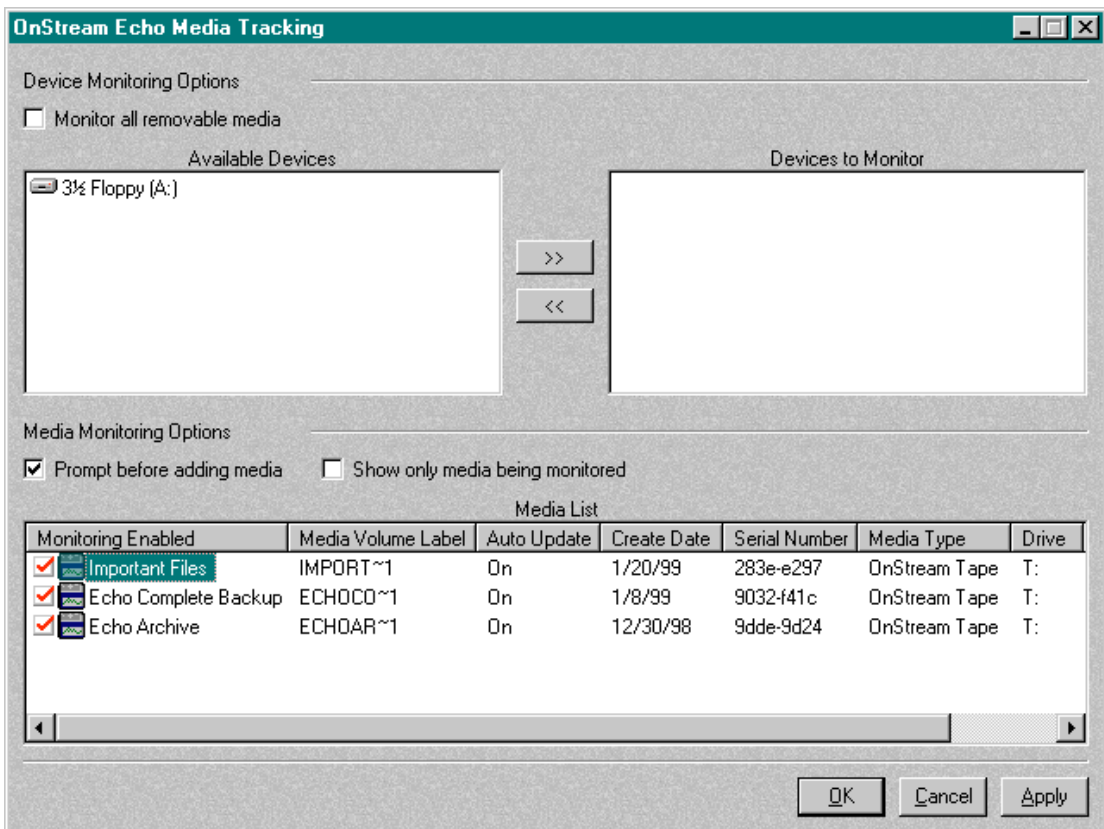 OnStream Echo Media Tracking
Device Monitoring Options
Monitor all removable media
Available Devices
Devices to Monitor
3½ Floppy (A:)
>>
<<
Media Monitoring Options
Prompt before adding media Show only media being monitored
Media List
Monitoring Enabled Media Volume Label Auto Update Create Date Serial Number Media Type Drive
Important Files IMPORT~1 On 1/20/99 283e-e297 OnStream Tape T:
Echo Complete Backup ECHOCO~1 On 1/8/99 9032-f41c OnStream Tape T:
Echo Archive ECHOAR~1 On 12/30/98 9dde-9d24 OnStream Tape T:
OK Cancel Apply